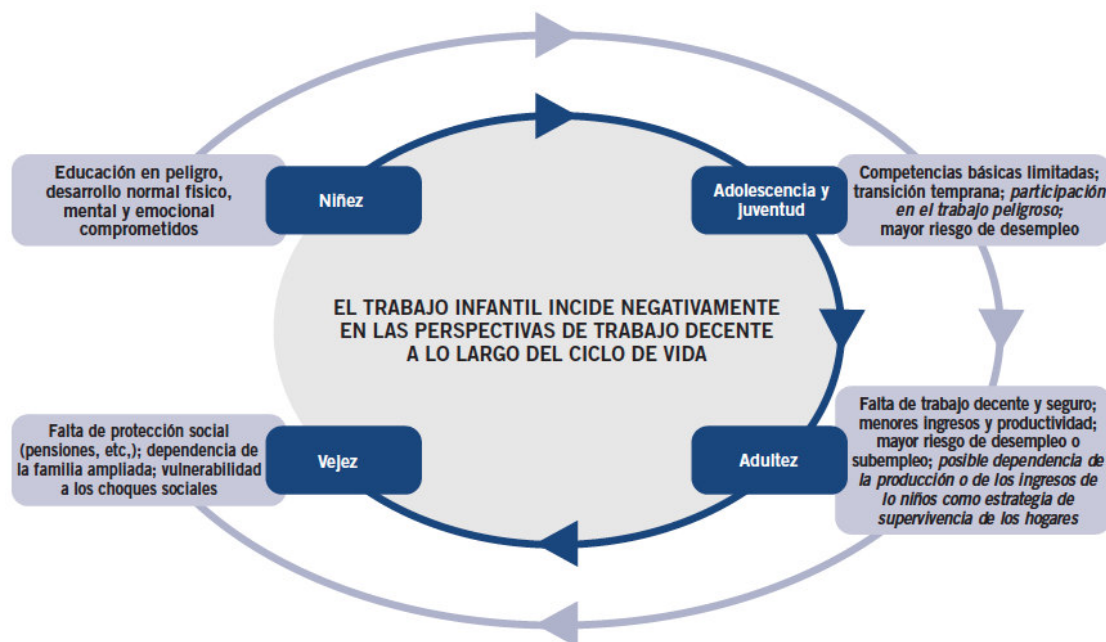 Educación en peligro,
desarrollo normal físico,
mental y emocional
comprometidos
Niñez
Adolescencia y
juventud
Competencias básicas limitadas;
transición temprana; participación
en el trabajo peligroso;
mayor riesgo de desempleo
EL TRABAJO INFANTIL INCIDE NEGATIVAMENTE
EN LAS PERSPECTIVAS DE TRABAJO DECENTE
A LO LARGO DEL CICLO DE VIDA
Falta de protección social
(pensiones, etc,); dependencia de
la familia ampliada; vulnerabilidad
a los choques sociales
Vejez
Adultez
Falta de trabajo decente y seguro;
menores ingresos y productividad;
mayor riesgo de desempleo o
subempleo; posible dependencia de
la producción o de los ingresos de
lo niños como estrategia de
supervivencia de los hogares